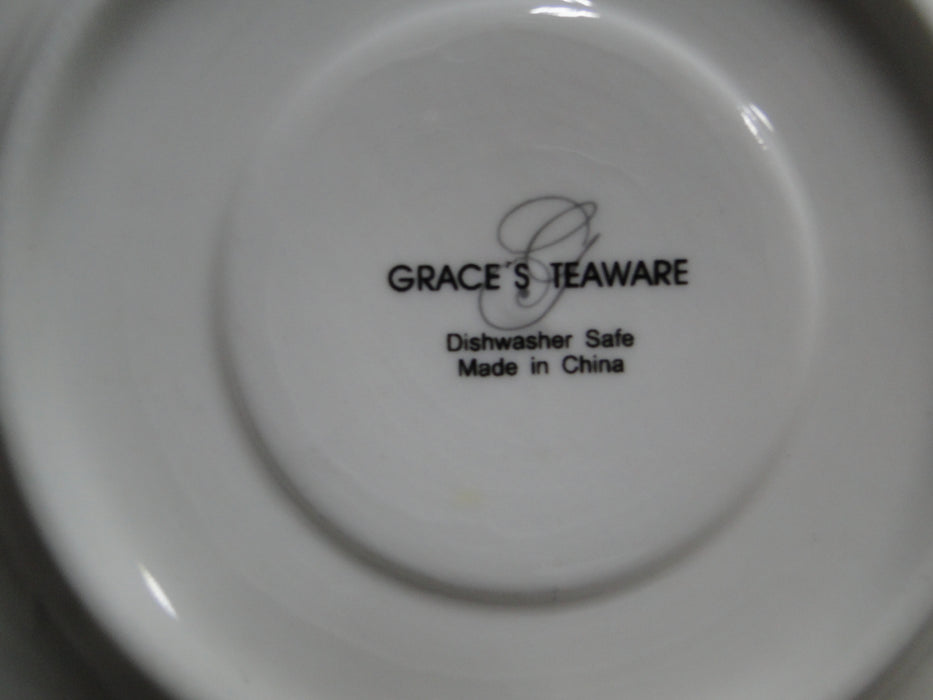 G
GRACE'S TEAWARE
Dishwasher Safe
Made in China